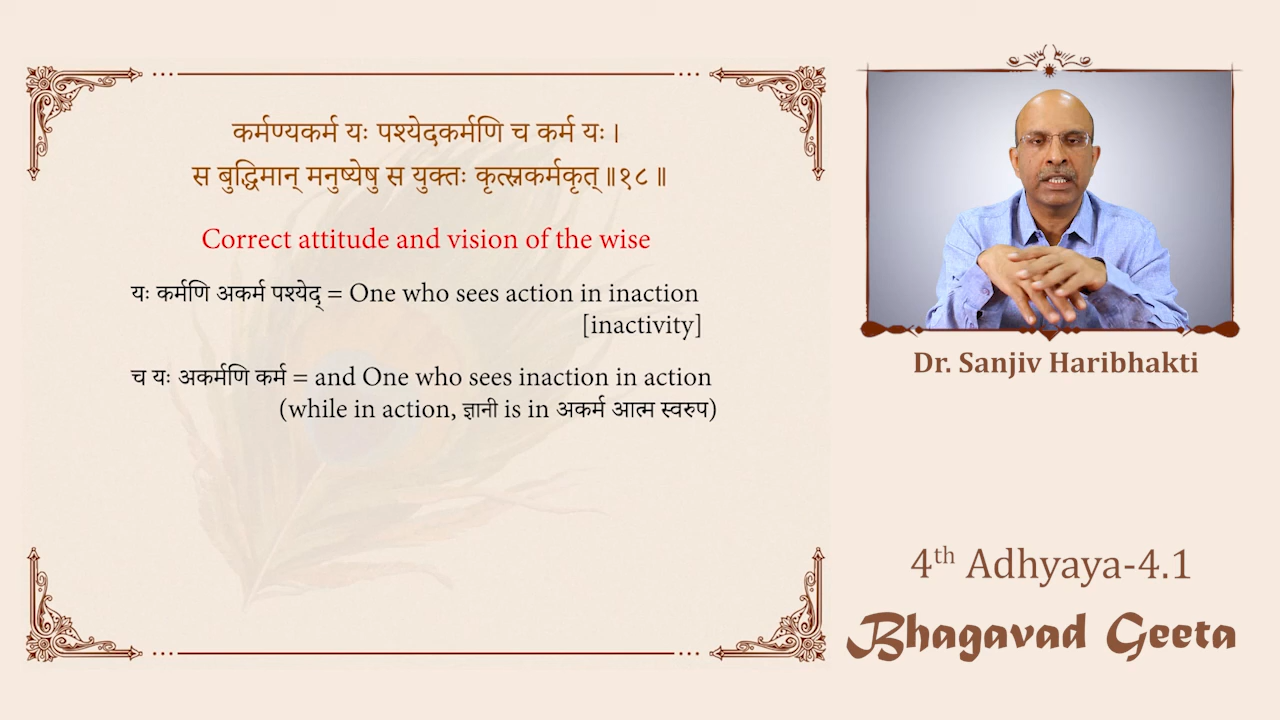 कर्मण्यकर्म यः पश्येदकर्मणि च कर्म यः।
स बुद्धिमान् मनुष्येषु स युक्तः कृत्स्नकर्मकृत्॥१८॥
Correct attitude and vision of the wise
यः कर्मणि अकर्म पश्येद् = One who sees action in inaction
[inactivity]
च यः अकर्मणि कर्म = and One who sees inaction in action
(while in action, ज्ञानी is in अकर्म आत्म स्वरुप)
Dr. Sanjiv Haribhakti
4th Adhyaya-4.1
Bhagavad Geeta